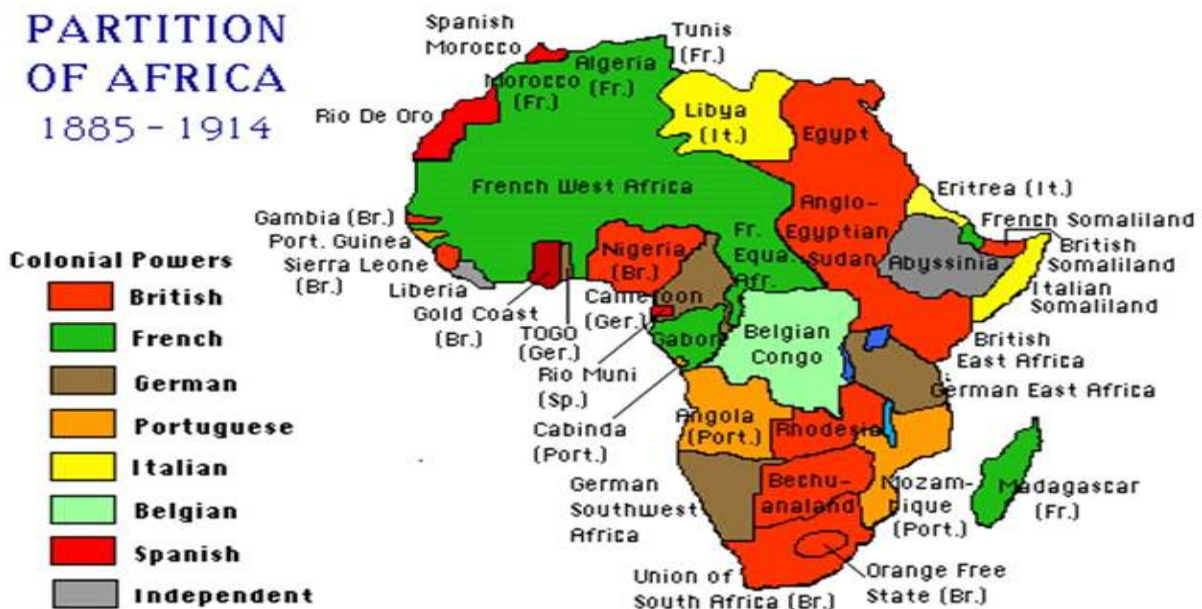 PARTITION
OF AFRICA
1885 - 1914
Colonial Powers
British
French
German
Portuguese
Italian
Belgian
Spanish
Independent
Spanish
Morocco
Tunis
(Fr.)
Algeria
(Fr.)
Morocco
(Fr.)
Rio De Oro
Libya
(It.)
Egypt
French West Africa
Eritrea (It.)
Anglo-
Egyptian
Sudan
French Somaliland
Gambia (Br.)
Port. Guinea
Sierra Leone
(Br.)
Liberia
Gold Coast
(Br.)
TOGO
(Ger.)
Nigeria
(Br.)
Fr.
Equa.
Afr.
Abyssinia
British
Somaliland
Italian
Somaliland
Cameroon
(Ger.)
Gabon
Rio Muni
(Sp.)
Cabinda
(Port.)
Belgian
Congo
British
East Africa
German East Africa
Angola
(Port.)
Rhodesia
German
Southwest
Africa
Bechu-
analand
Mozam-
bique
(Port.)
Madagascar
(Fr.)
Union of
South Africa (Br.)
Orange Free
State (Br.)